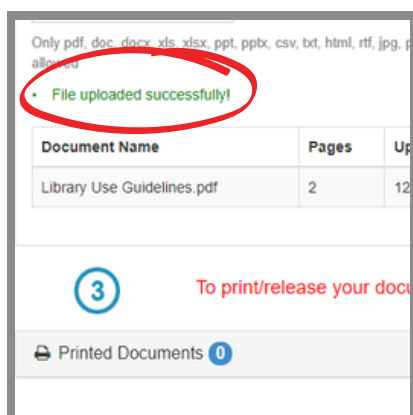 Only pdf, doc, docx, xls, xlsx, ppt, pptx, csv, txt, html, rtf, jpg,
allowed
• File uploaded successfully!
Document Name Pages
Library Use Guidelines.pdf 2 12
3 To print/release your
Printed Documents 0